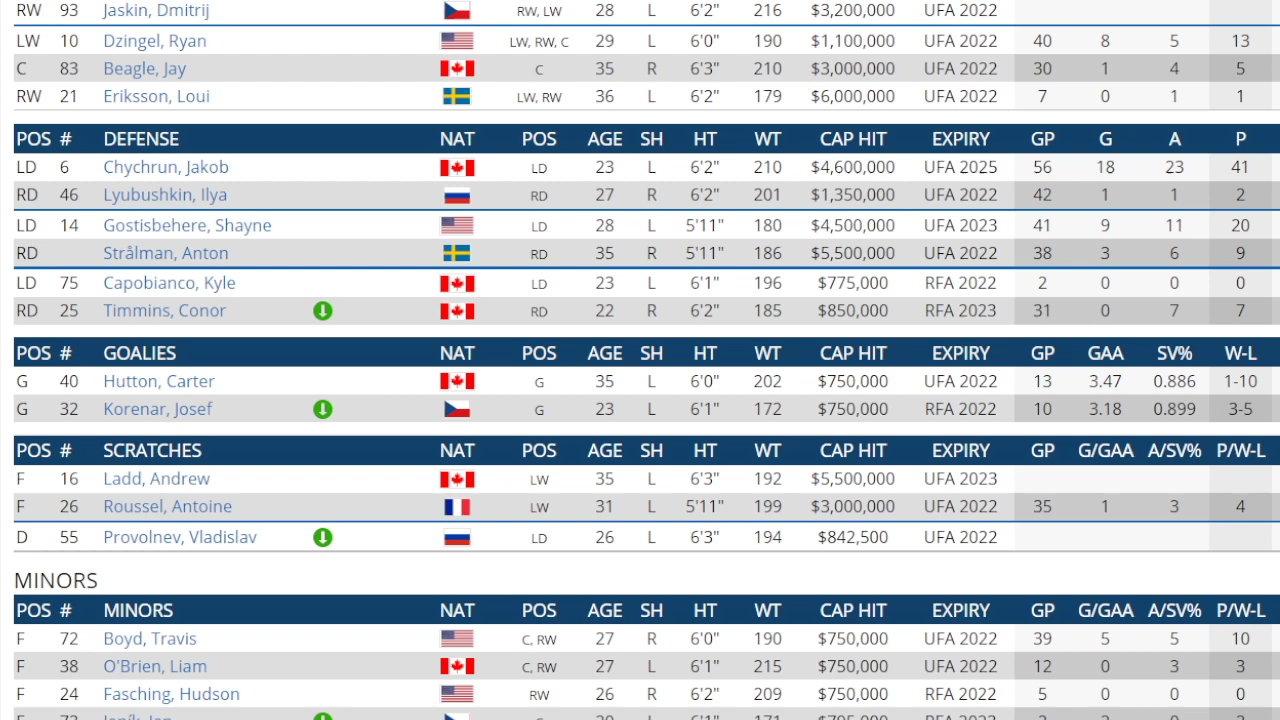 RW 93 Jaskin, Dmitrij RW, LW 28 L 6'2" 216 $3,200,000 UFA 2022
LW 10 Dzingel, Ryan LW, RW, C 29 L 6'0" 190 $1,100,000 UFA 2022 40 8 5 13
C 83 Beagle, Jay C 35 R 6'3" 210 $3,000,000 UFA 2022 30 1 4 5
RW 21 Eriksson, Loui LW, RW 36 L 6'2" 179 $6,000,000 UFA 2022 7 0 1 1
POS # DEFENSE NAT POS AGE SH HT WT CAP HIT EXPIRY GP G A P
LD 6 Chychrun, Jakob LD 23 L 6'2" 210 $4,600,000 UFA 2025 56 18 23 41
RD 46 Lyubushkin, Ilya RD 27 R 6'2" 201 $1,350,000 UFA 2022 42 1 1 2
LD 14 Gostisbehere, Shayne LD 28 L 5'11" 180 $4,500,000 UFA 2023 41 9 11 20
RD Strålman, Anton RD 35 R 5'11" 186 $5,500,000 UFA 2022 38 3 6 9
LD 75 Capobianco, Kyle LD 23 L 6'1" 196 $775,000 RFA 2022 2 0 0 0
RD 25 Timmins, Conor RD 22 R 6'2" 185 $850,000 RFA 2023 31 0 7 7
POS # GOALIES NAT POS AGE SH HT WT CAP HIT EXPIRY GP GAA SV% W-L
G 40 Hutton, Carter G 35 L 6'0" 202 $750,000 UFA 2022 13 3.47 0.886 1-10
G 32 Korenar, Josef G 23 L 6'1" 172 $750,000 RFA 2022 10 3.18 0.899 3-5
POS # SCRATCHES NAT POS AGE SH HT WT CAP HIT EXPIRY GP G/GAA A/SV% P/W-L
F 16 Ladd, Andrew LW 35 L 6'3" 192 $5,500,000 UFA 2023
F 26 Roussel, Antoine LW 31 L 5'11" 199 $3,000,000 UFA 2022 35 1 3 4
D 55 Provolnev, Vladislav LD 26 L 6'3" 194 $842,500 UFA 2022
MINORS
POS # MINORS NAT POS AGE SH HT WT CAP HIT EXPIRY GP G/GAA A/SV% P/W-L
F 72 Boyd, Travis C, RW 27 R 6'0" 190 $750,000 UFA 2022 39 5 5 10
F 38 O'Brien, Liam C, RW 27 L 6'1" 215 $750,000 UFA 2022 12 0 3 3
F 24 Fasching, Hudson RW 26 R 6'2" 209 $750,000 RFA 2022 5 0 0 0